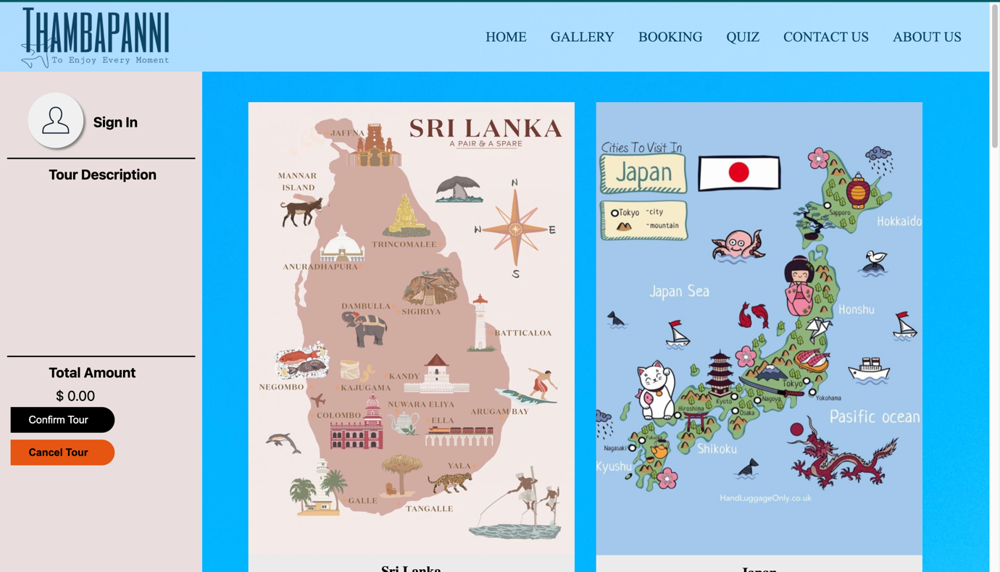 THAMBAPANNI
To Enjoy Every Moment
HOME
GALLERY
BOOKING
QUIZ
CONTACT US
ABOUT US
Sign In
Tour Description
Total Amount
$ 0.00
Confirm Tour
Cancel Tour
SRI LANKA
A PAIR & A SPARE
JAFFNA
MANNAR
ISLAND
N
W
E
S
TRINCOMALEE
ANURADHAPURA
DAMBULLA
SIGIRIYA
BATTICALOA
NEGOMBO
KAJUGAMA
KANDY
NUWARA ELIYA
COLOMBO
ELLA
ARUGAM BAY
YALA
GALLE
TANGALLE
Sri Lanka
Cities To Visit In
Japan
Tokyo -city
-mountain
Sapporo
Hokkaido
Japan Sea
Honshu
Tokyo
Yokohama
Nagoya
Kyoto
Osaka
Hiroshima
Pasific ocean
Fukuoka
Nagasaki
Shikoku
Kyushu
HandLuggageOnly.co.uk
Japan